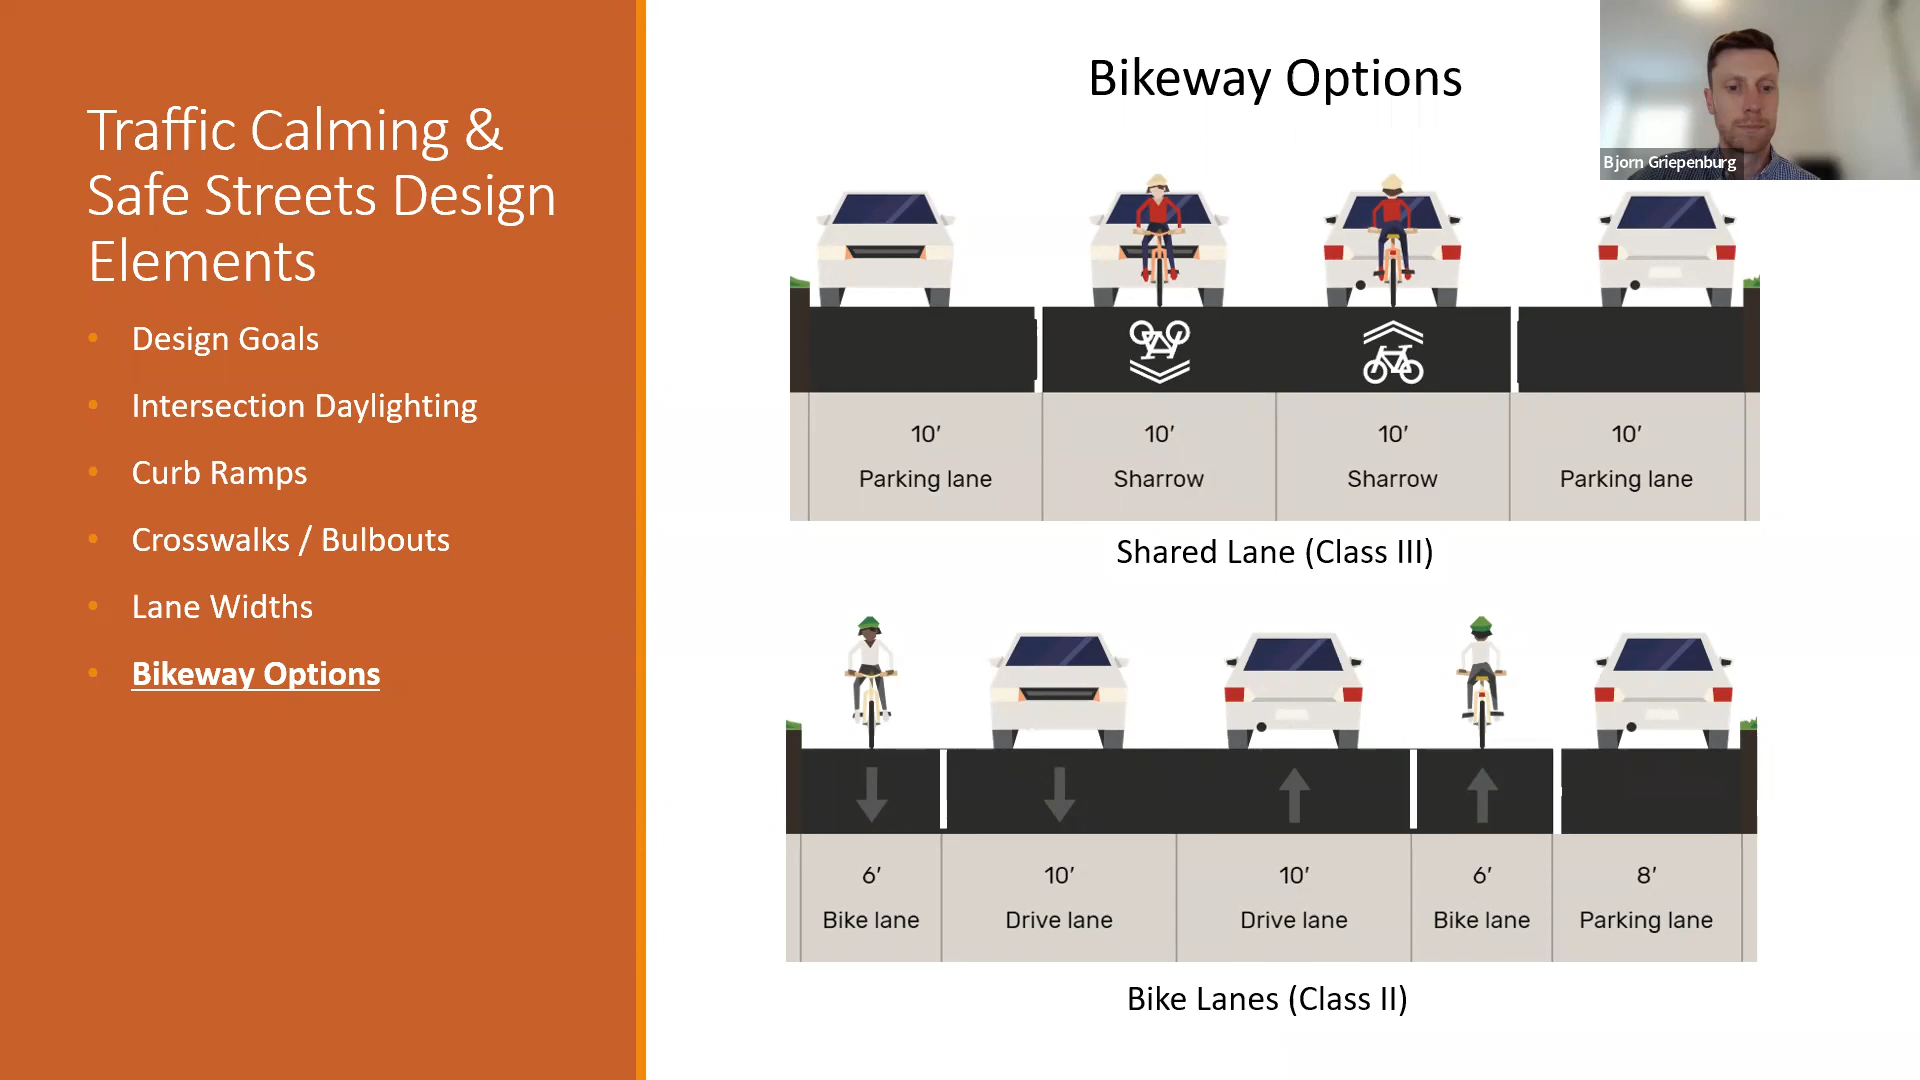 Traffic Calming &
Safe Streets Design
Elements
• Design Goals
• Intersection Daylighting
• Curb Ramps
• Crosswalks / Bulbouts
• Lane Widths
• Bikeway Options
Bikeway Options
Bjorn Griepenburg
10′ 10′ 10′ 10′
Parking lane Sharrow Sharrow Parking lane
Shared Lane (Class III)
6′ 10′ 10′ 6′ 8′
Bike lane Drive lane Drive lane Bike lane Parking lane
Bike Lanes (Class II)